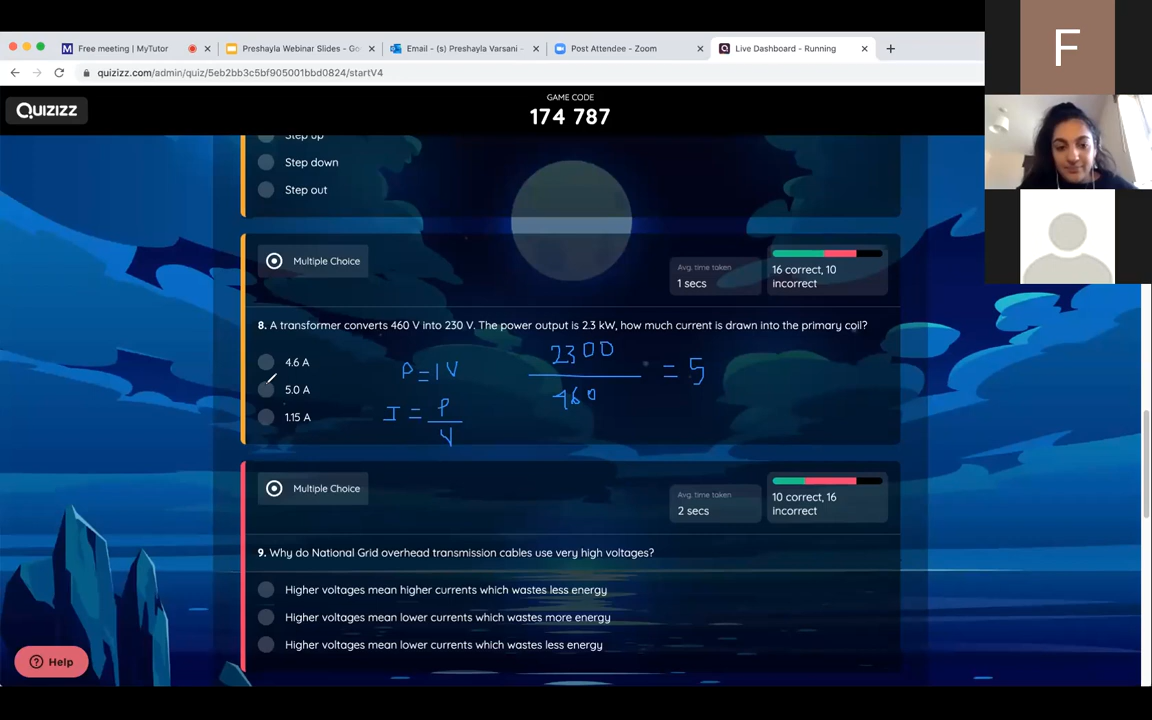 Free meeting | MyTutor
Preshayla Webinar Slides - Go
Email - (s) Preshayla Varsani -
Post Attendee - Zoom
Live Dashboard - Running
quizizz.com/admin/quiz/5eb2bb3c5bf905001bbd0824/startV4
Quizizz
GAME CODE
174 787
F
Step up
Step down
Step out
Multiple Choice
Avg. time taken
1 secs
16 correct, 10
incorrect
8. A transformer converts 460 V into 230 V. The power output is 2.3 kW, how much current is drawn into the primary coil?
4.6 A
5.0 A
1.15 A
P=IV
I = P
V
2300
460
= 5
Multiple Choice
Avg. time taken
2 secs
10 correct, 16
incorrect
9. Why do National Grid overhead transmission cables use very high voltages?
Higher voltages mean higher currents which wastes less energy
Higher voltages mean lower currents which wastes more energy
Higher voltages mean lower currents which wastes less energy
Help